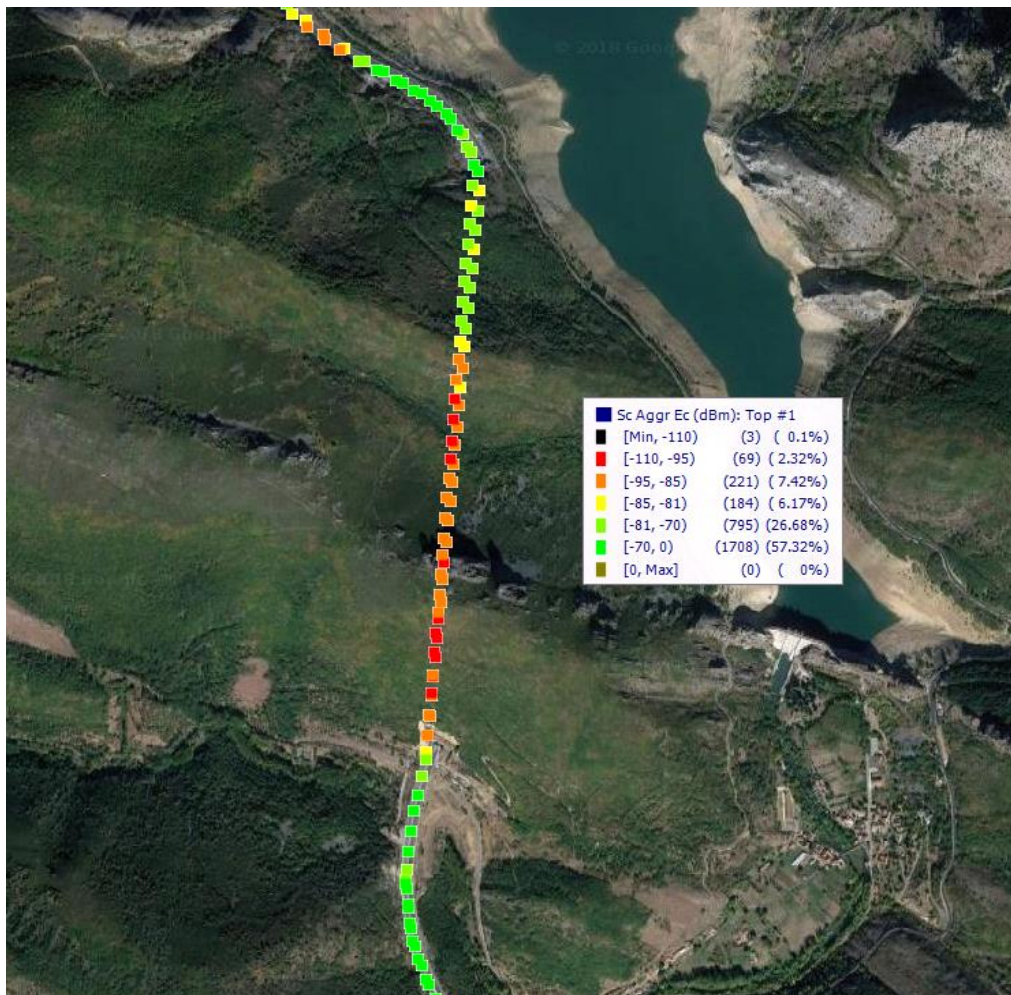 © 2018 Google
Sc Aggr Ec (dBm): Top #1
[Min, -110) (3) ( 0.1%)
[-110, -95) (69) ( 2.32%)
[-95, -85) (221) ( 7.42%)
[-85, -81) (184) ( 6.17%)
[-81, -70) (795) (26.68%)
[-70, 0) (1708) (57.32%)
[0, Max] (0) ( 0%)